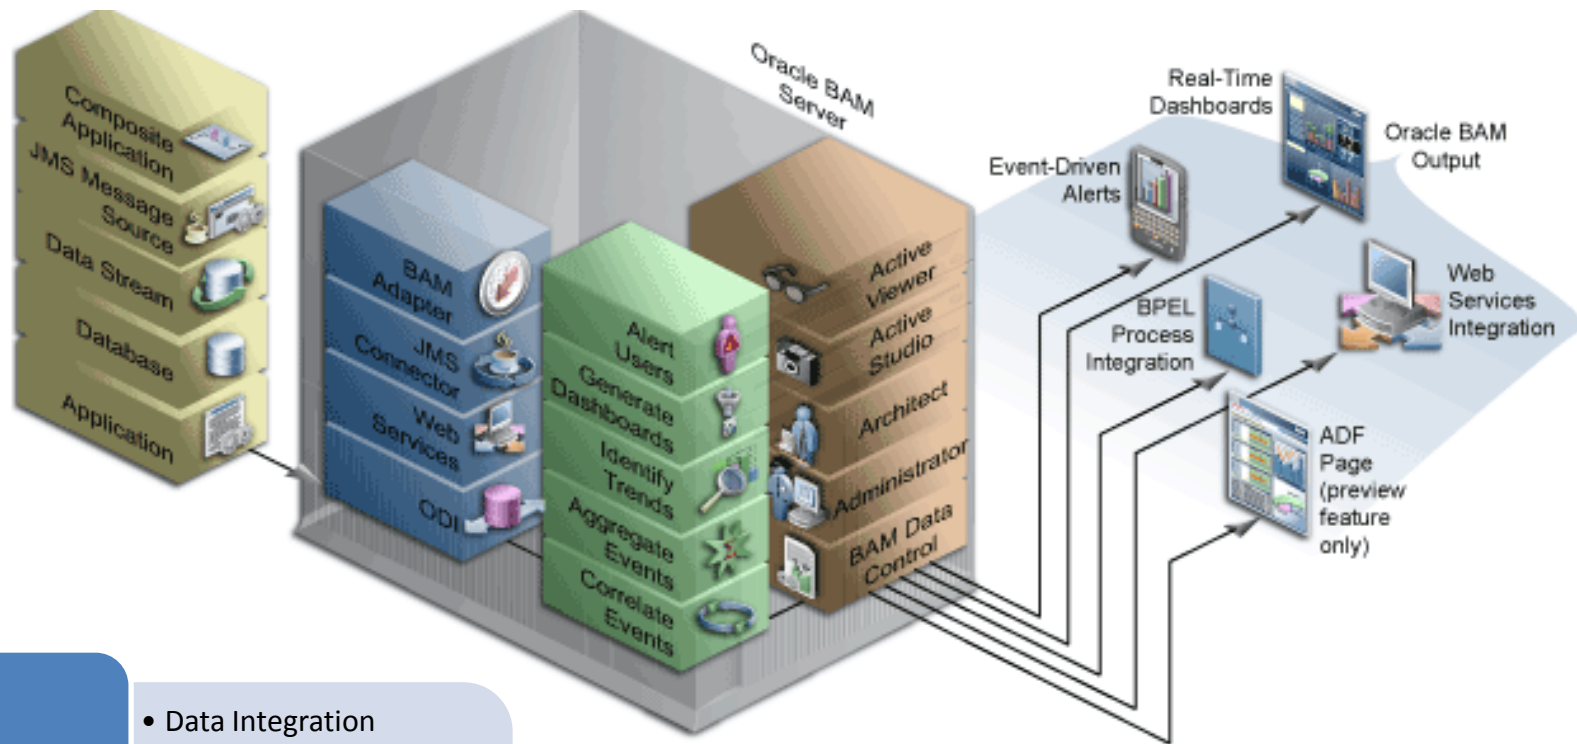 Composite
Application
JMS Message
Source
Data Stream
Database
Application
Oracle BAM
Server
BAM
Adapter
JMS
Connector
Web
Services
ODI
Alert
Users
Generate
Dashboards
Identify
Trends
Aggregate
Events
Correlate
Events
Active
Viewer
Active
Studio
Architect
Administrator
BAM Data
Control
Real-Time
Dashboards
Event-Driven
Alerts
Oracle BAM
Output
BPEL
Process
Integration
Web
Services
Integration
ADF
Page
(preview
feature
only)
• Data Integration